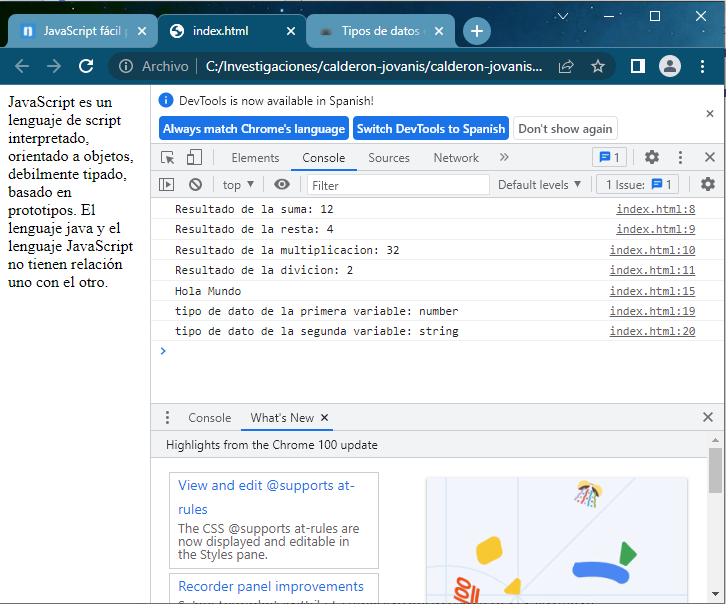 JavaScript fácil
index.html
Tipos de datos
Archivo
C:/Investigaciones/calderon-jovanis/calderon-jovanis...
JavaScript es un
lenguaje de script
interpretado,
orientado a objetos,
debilmente tipado,
basado en
prototipos. El
lenguaje java y el
lenguaje JavaScript
no tienen relación
uno con el otro.
DevTools is now available in Spanish!
Always match Chrome's language
Switch DevTools to Spanish
Don't show again
Elements Console Sources Network » 1
top ▼ Filter Default levels ▼ 1 Issue: 1
Resultado de la suma: 12 index.html:8
Resultado de la resta: 4 index.html:9
Resultado de la multiplicacion: 32 index.html:10
Resultado de la divicion: 2 index.html:11
Hola Mundo index.html:15
tipo de dato de la primera variable: number index.html:19
tipo de dato de la segunda variable: string index.html:20
Console What's New
Highlights from the Chrome 100 update
View and edit @supports at-
rules
The CSS @supports at-rules are
now displayed and editable in
the Styles pane.
Recorder panel improvements
100